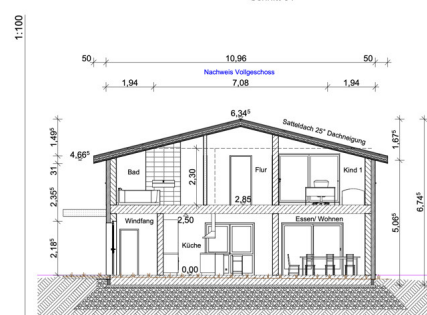 1:100
50
10,96
50
Nachweis Vollgeschoss
1,94
7,08
1,94
6,34⁵
Satteldach 25° Dachneigung
1,49⁵
1,67⁵
4,66⁵
31
Bad
2,30
Flur
Kind 1
2,35⁵
2,85
Windfang
2,50
Essen/ Wohnen
5,06⁵
6,74⁵
2,18⁵
Küche
0,00